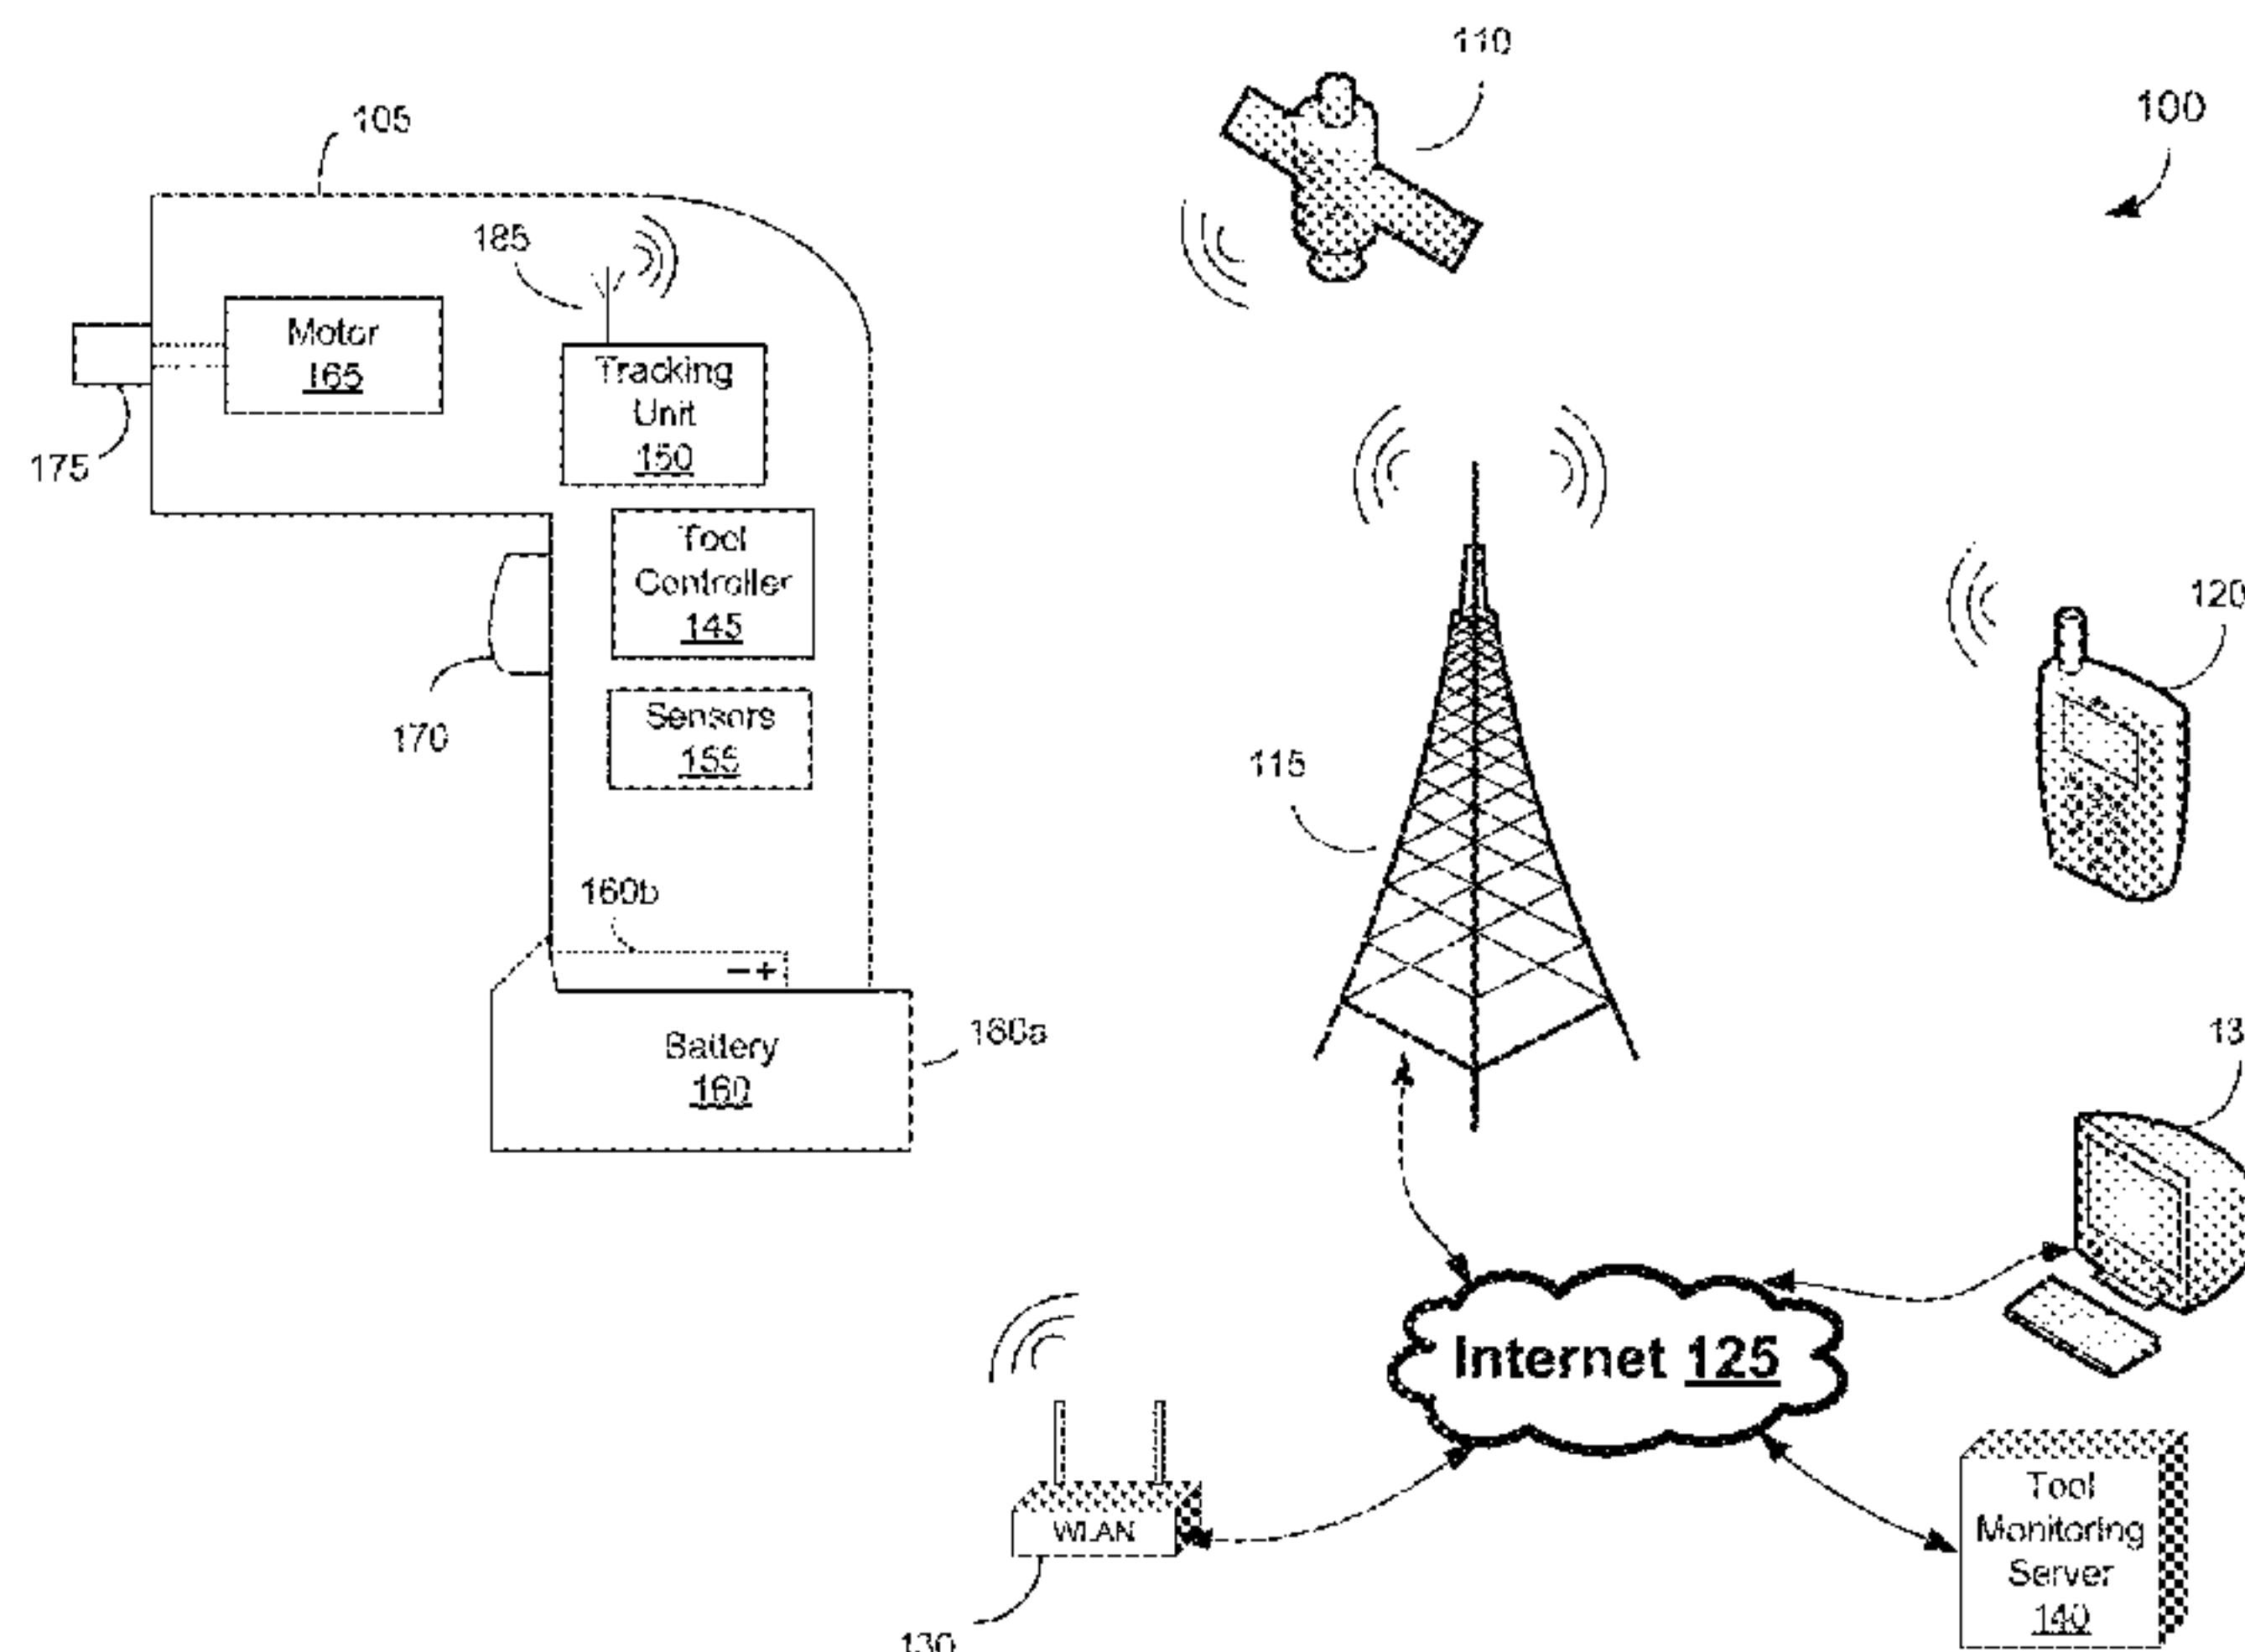 110
100
105
185
Motor
165
Tracking
Unit
150
175
Tool
Controller
145
120
Sensors
155
170
115
160b
−+
160a
Battery
160
13
Internet 125
WLAN
Tool
Monitoring
Server
140
130